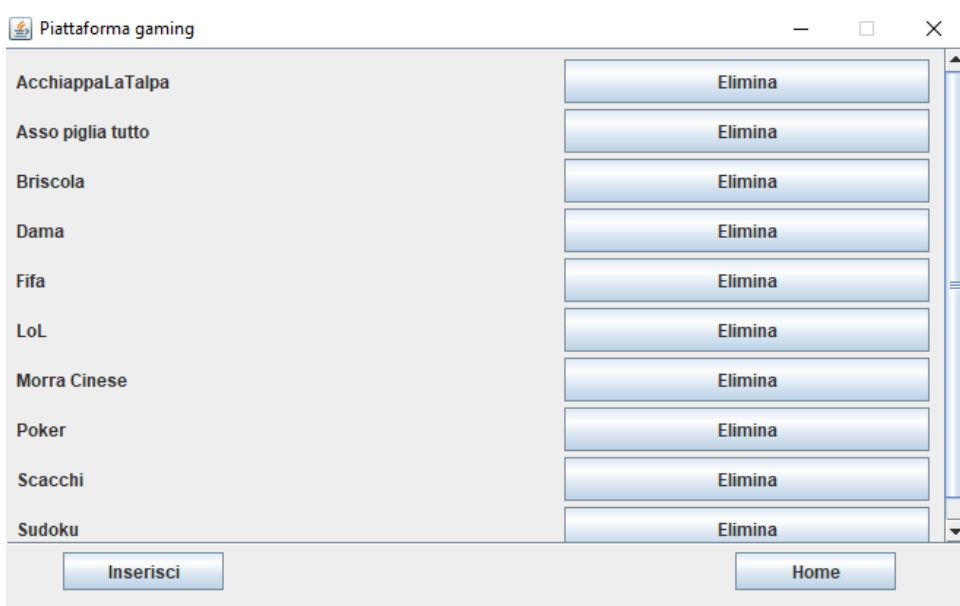 Piattaforma gaming
AcchiappaLaTalpa Elimina
Asso piglia tutto Elimina
Briscola Elimina
Dama Elimina
Fifa Elimina
LoL Elimina
Morra Cinese Elimina
Poker Elimina
Scacchi Elimina
Sudoku Elimina
Inserisci Home